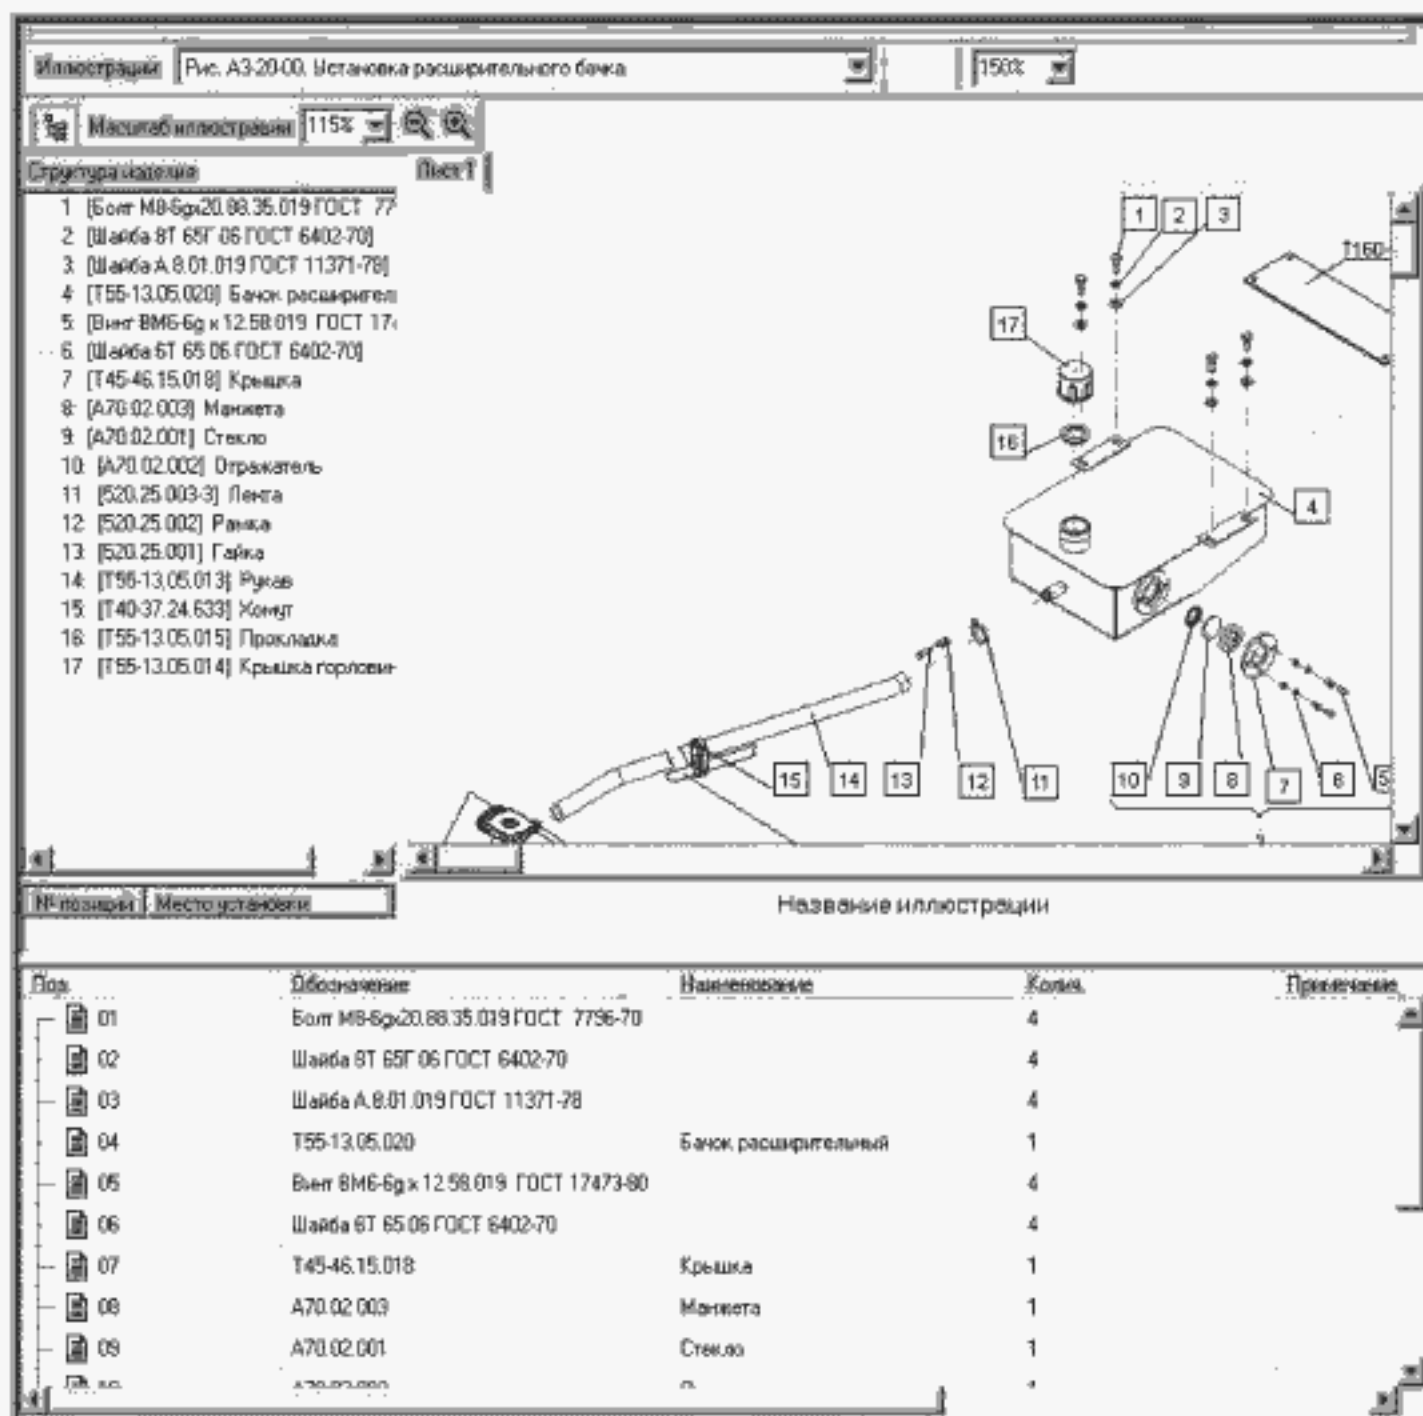 Иллюстрации Рис. А3-20-00. Установка расширительного бачка 150%
Масштаб иллюстрации 115%
Структура изделия Лист 1
1 [Болт М8-6gx20.88.35.019 ГОСТ 77
2 [Шайба 8Т 65Г 06 ГОСТ 6402-70]
3 [Шайба А.8.01.019 ГОСТ 11371-78]
4 [Т55-13.05.020] Бачок расширител
5 [Винт ВМ6-6g х 12.58.019 ГОСТ 174
6 [Шайба 6Т 65 06 ГОСТ 6402-70]
7 [Т45-46.15.018] Крышка
8 [А70.02.003] Манжета
9 [А70.02.001] Стекло
10 [А70.02.002] Отражатель
11 [520.25.003-3] Лента
12 [520.25.002] Рамка
13 [520.25.001] Гайка
14 [Т55-13.05.013] Рукав
15 [Т40-37.24.633] Хомут
16 [Т55-13.05.015] Прокладка
17 [Т55-13.05.014] Крышка горловин
1 2 3
Т160-
17
16
4
15 14 13 12 11 10 9 8 7 6 5
№ позиции Место установки
Название иллюстрации
Поз. Обозначение Наименование Колич. Примечание
01 Болт М8-6gx20.88.35.019 ГОСТ 7796-70 4
02 Шайба 8Т 65Г 06 ГОСТ 6402-70 4
03 Шайба А.8.01.019 ГОСТ 11371-78 4
04 Т55-13.05.020 Бачок расширительный 1
05 Винт ВМ6-6g х 12.58.019 ГОСТ 17473-80 4
06 Шайба 6Т 65 06 ГОСТ 6402-70 4
07 Т45-46.15.018 Крышка 1
08 А70.02.003 Манжета 1
09 А70.02.001 Стекло 1